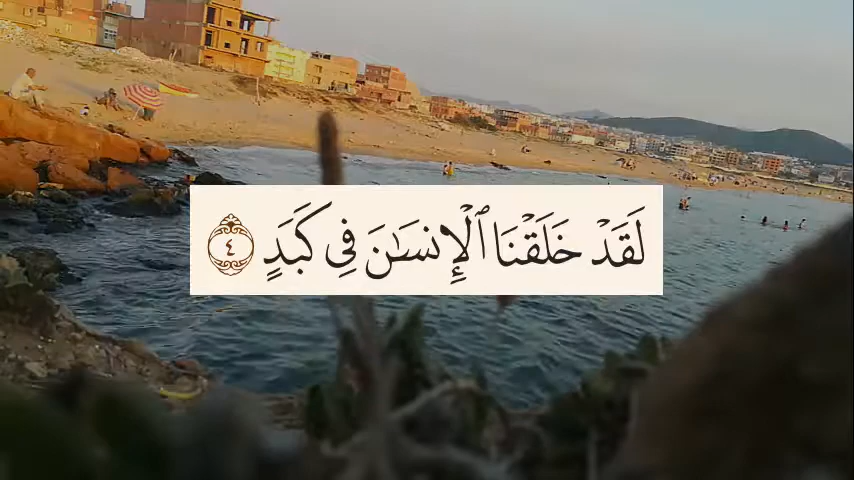 لَقَدْ خَلَقْنَا ٱلْإِنسَـٰنَ فِى كَبَدٍ ٤